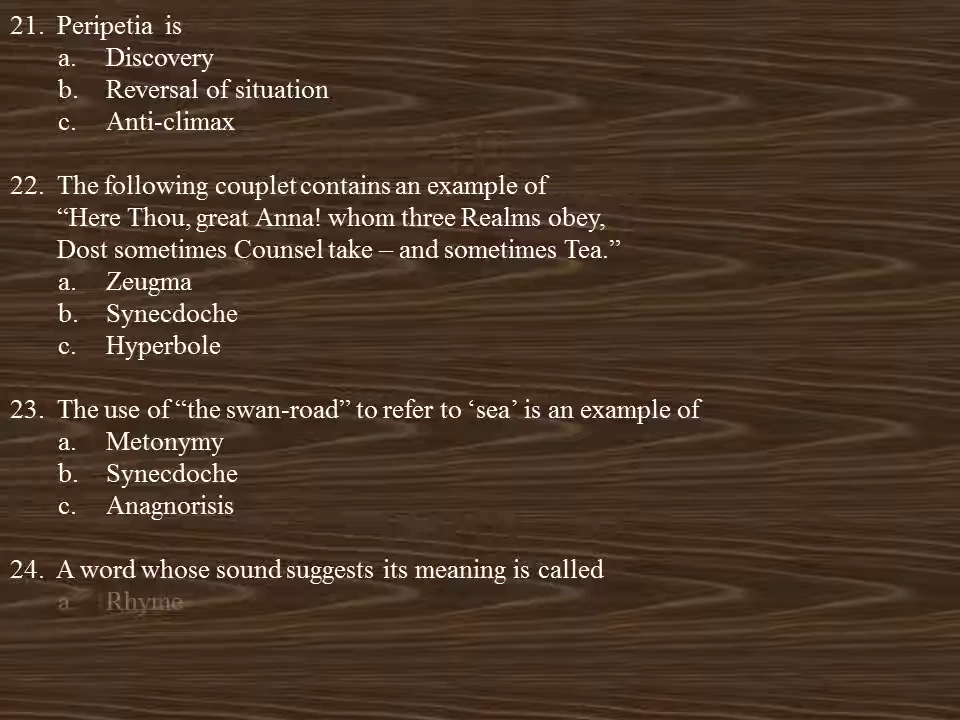 21. Peripetia is
a. Discovery
b. Reversal of situation
c. Anti-climax
22. The following couplet contains an example of
“Here Thou, great Anna! whom three Realms obey,
Dost sometimes Counsel take – and sometimes Tea.”
a. Zeugma
b. Synecdoche
c. Hyperbole
23. The use of “the swan-road” to refer to ‘sea’ is an example of
a. Metonymy
b. Synecdoche
c. Anagnorisis
24. A word whose sound suggests its meaning is called
a. Rhyme